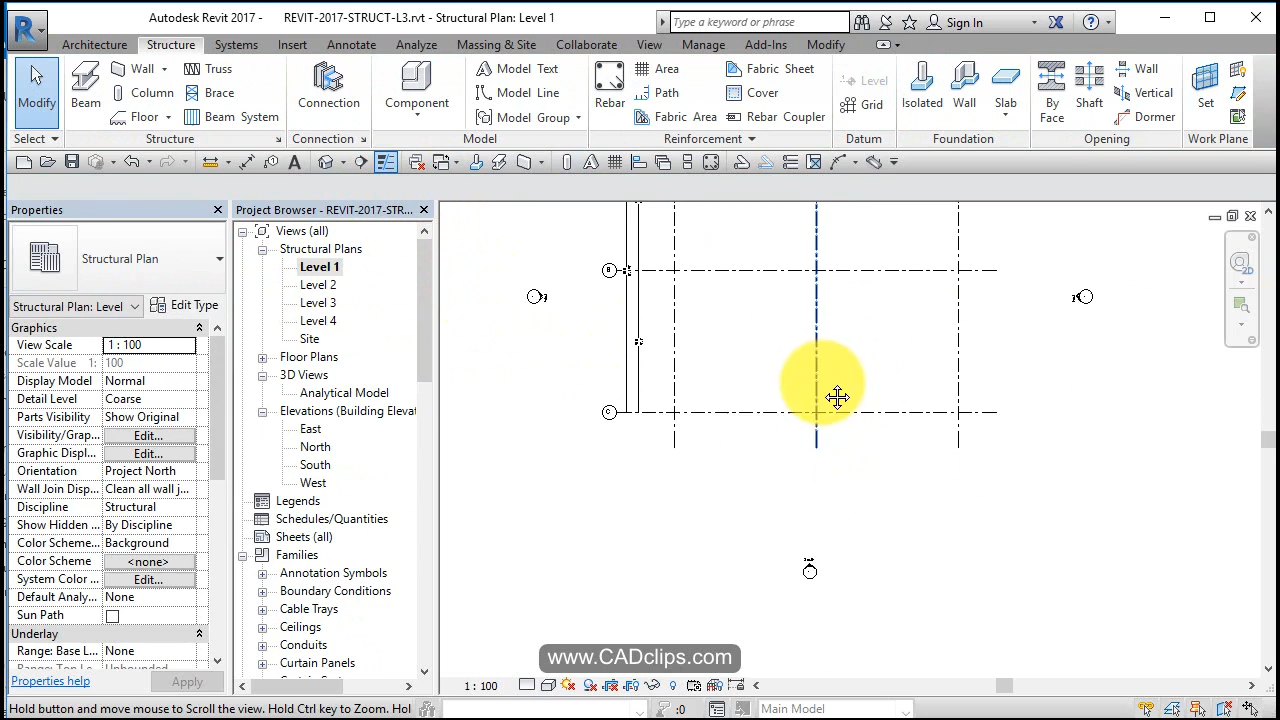 Autodesk Revit 2017 - REVIT-2017-STRUCT-L3.rvt - Structural Plan: Level 1
Type a keyword or phrase
Sign In
Architecture Structure Systems Insert Annotate Analyze Massing & Site Collaborate View Manage Add-Ins Modify
Modify
Beam
Wall
Column
Floor
Truss
Brace
Beam System
Connection
Component
Model Text
Model Line
Model Group
Rebar
Area
Path
Fabric Area
Fabric Sheet
Cover
Rebar Coupler
Level
Grid
Isolated
Wall
Slab
By
Face
Shaft
Wall
Vertical
Dormer
Set
Select Structure Connection Model Reinforcement Datum Foundation Opening Work Plane
Properties
Structural Plan
Structural Plan: Level
Edit Type
Graphics
View Scale 1 : 100
Scale Value 1: 100
Display Model Normal
Detail Level Coarse
Parts Visibility Show Original
Visibility/Grap... Edit...
Graphic Displ... Edit...
Orientation Project North
Wall Join Disp... Clean all wall j...
Discipline Structural
Show Hidden ... By Discipline
Color Scheme... Background
Color Scheme <none>
System Color ... Edit...
Default Analy... None
Sun Path
Underlay
Range: Base L... None
Range: Top Le... Unbounded
Properties help
Apply
Project Browser - REVIT-2017-STR...
Views (all)
Structural Plans
Level 1
Level 2
Level 3
Level 4
Site
Floor Plans
3D Views
Analytical Model
Elevations (Building Elevat
East
North
South
West
Legends
Schedules/Quantities
Sheets (all)
Families
Annotation Symbols
Boundary Conditions
Cable Trays
Ceilings
Conduits
Curtain Panels
B
C
2D
www.CADclips.com
1 : 100
Hold button and move mouse to Scroll the view. Hold Ctrl key to Zoom. Hol
:0
Main Model